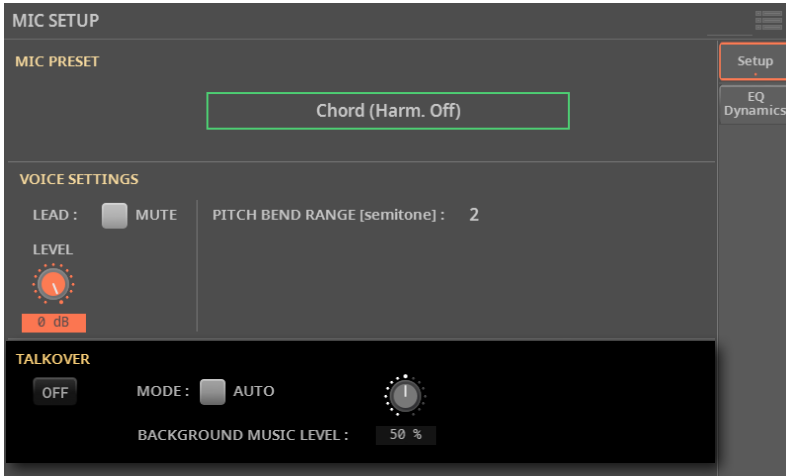 MIC SETUP
MIC PRESET
Setup
EQ
Dynamics
Chord (Harm. Off)
VOICE SETTINGS
LEAD : MUTE PITCH BEND RANGE [semitone] : 2
LEVEL
0 dB
TALKOVER
OFF MODE : AUTO
BACKGROUND MUSIC LEVEL : 50 %